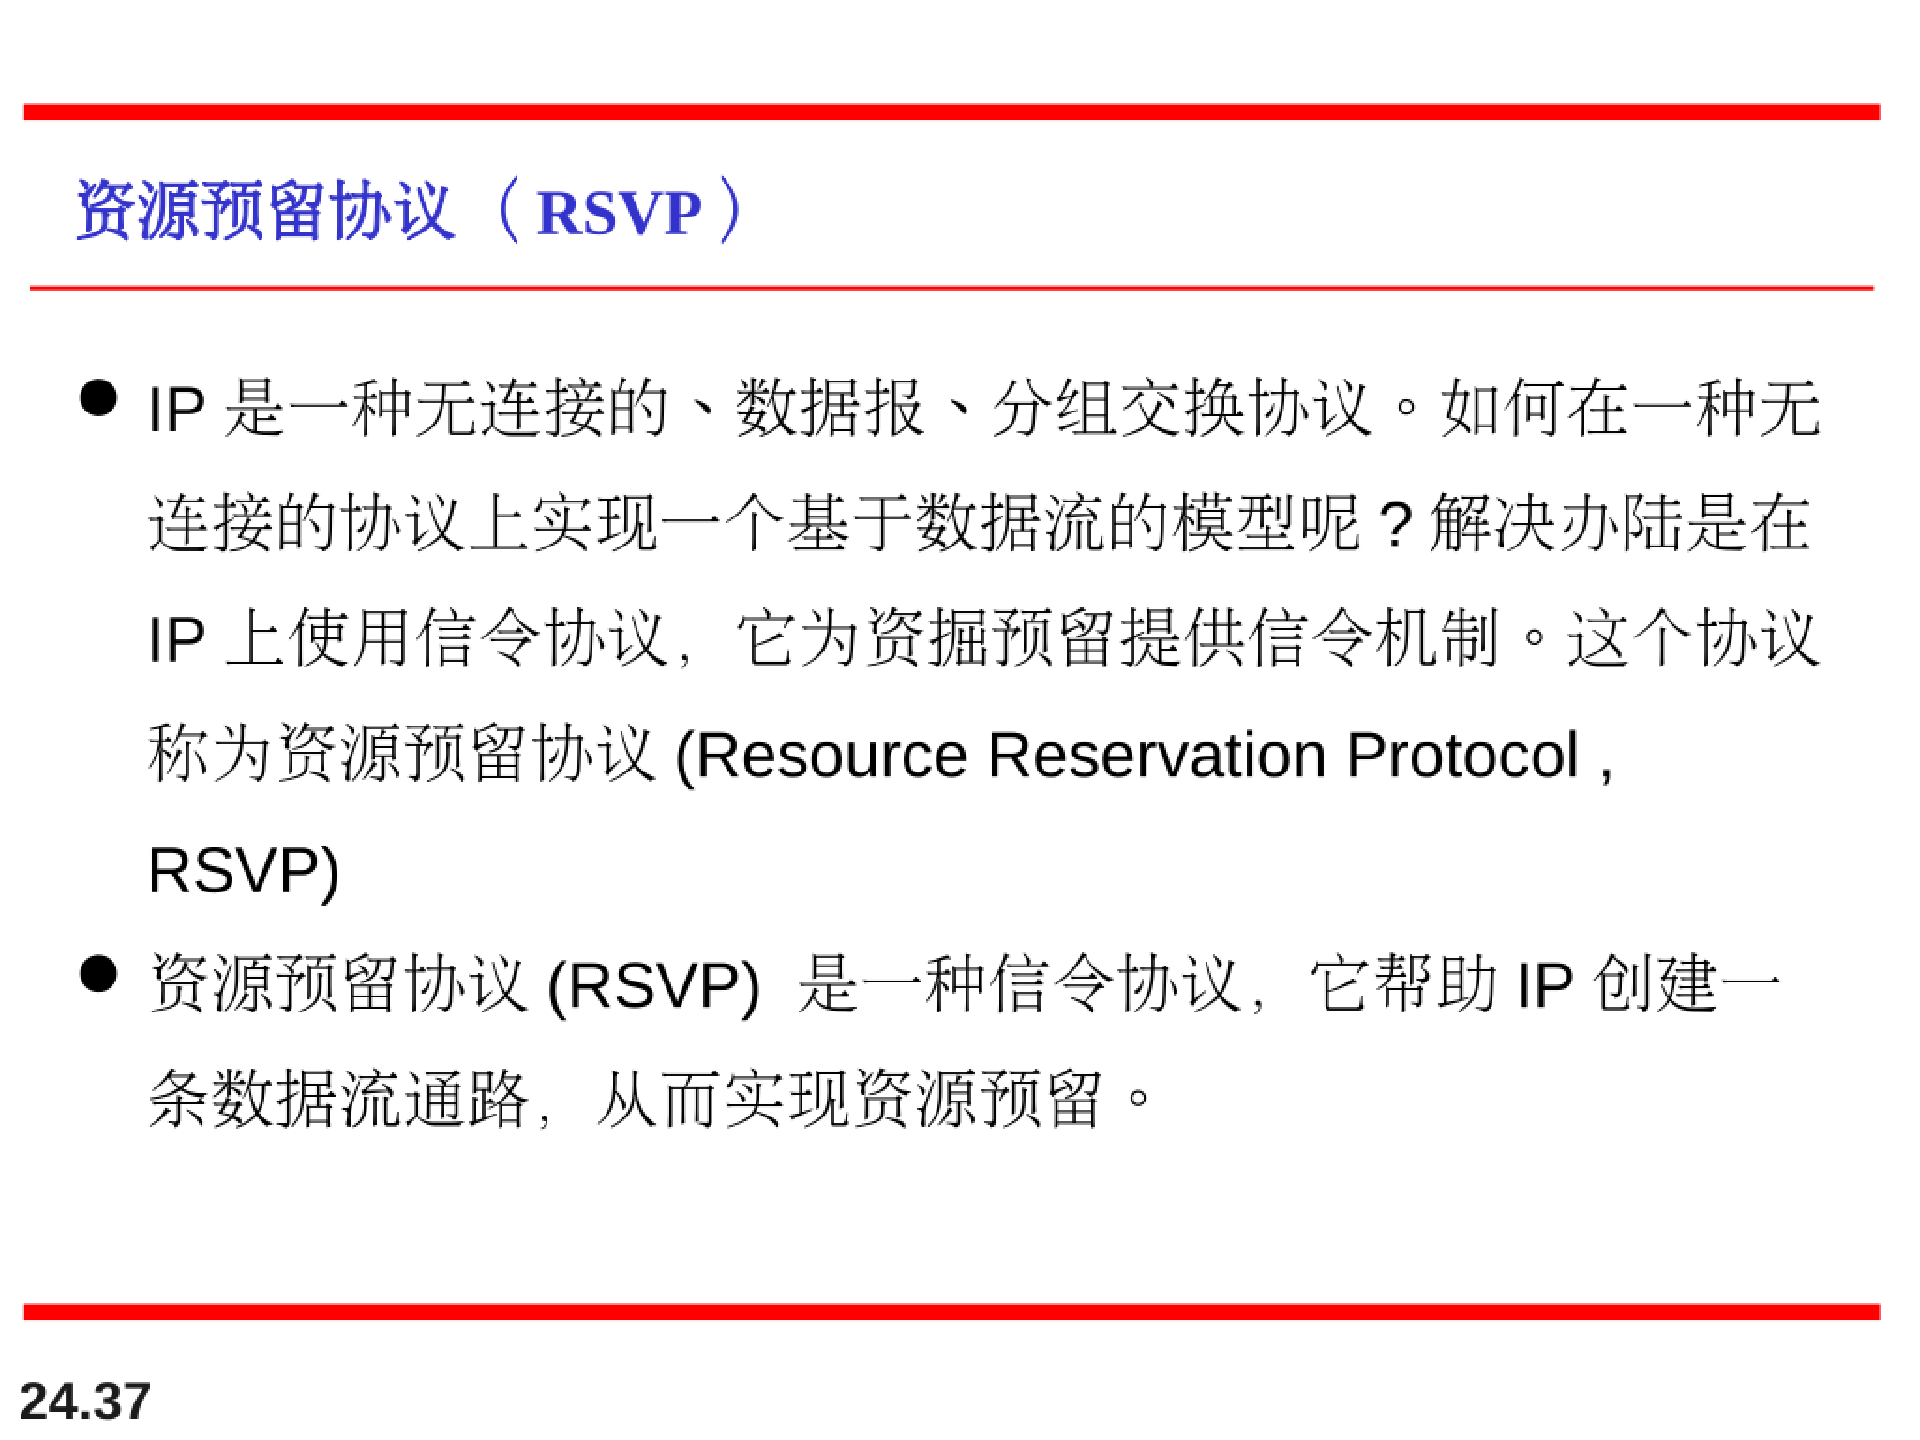 资源预留协议（RSVP）
● IP 是一种无连接的、数据报、分组交换协议。如何在一种无
连接的协议上实现一个基于数据流的模型呢 ? 解决办陆是在
IP 上使用信令协议，它为资掘预留提供信令机制。这个协议
称为资源预留协议 (Resource Reservation Protocol ,
RSVP)
● 资源预留协议 (RSVP) 是一种信令协议，它帮助 IP 创建一
条数据流通路，从而实现资源预留。
24.37